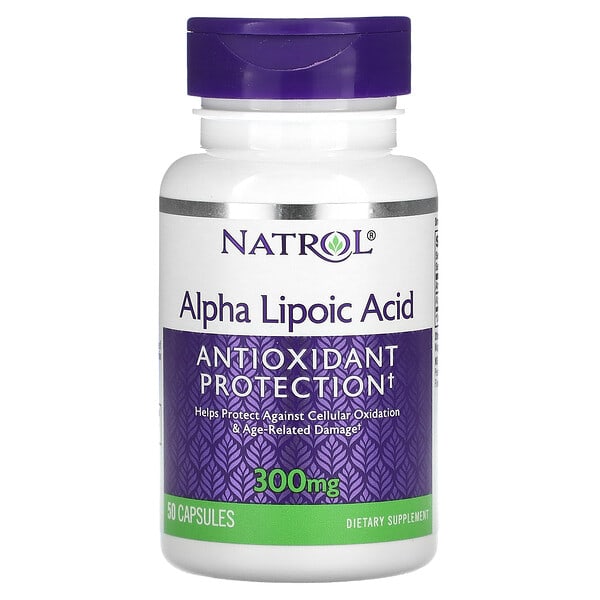 NATROL®
Alpha Lipoic Acid
ANTIOXIDANT
PROTECTION†
Helps Protect Against Cellular Oxidation
& Age-Related Damage†
300mg
50 CAPSULES
DIETARY SUPPLEMENT